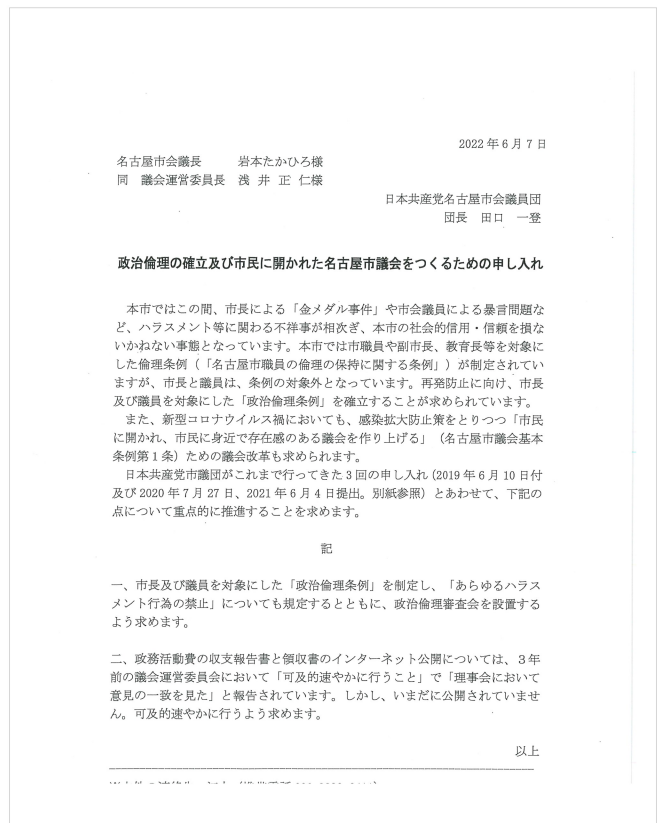 2022年6月7日
名古屋市会議長　　岩本たかひろ様
同　議会運営委員長　浅 井 正 仁様
日本共産党名古屋市会議員団
団長　田口　一登
政治倫理の確立及び市民に開かれた名古屋市議会をつくるための申し入れ
本市ではこの間、市長による「金メダル事件」や市会議員による暴言問題な
ど、ハラスメント等に関わる不祥事が相次ぎ、本市の社会的信用・信頼を損な
いかねない事態となっています。本市では市職員や副市長、教育長等を対象に
した倫理条例（「名古屋市職員の倫理の保持に関する条例」）が制定されてい
ますが、市長と議員は、条例の対象外となっています。再発防止に向け、市長
及び議員を対象にした「政治倫理条例」を確立することが求められています。
また、新型コロナウイルス禍においても、感染拡大防止策をとりつつ「市民
に開かれ、市民に身近で存在感のある議会を作り上げる」（名古屋市議会基本
条例第１条）ための議会改革も求められます。
日本共産党市議団がこれまで行ってきた３回の申し入れ（2019年6月10日付
及び2020年7月27日、2021年6月4日提出。別紙参照）とあわせて、下記の
点について重点的に推進することを求めます。
記
一、市長及び議員を対象にした「政治倫理条例」を制定し、「あらゆるハラス
メント行為の禁止」についても規定するとともに、政治倫理審査会を設置する
よう求めます。
二、政務活動費の収支報告書と領収書のインターネット公開については、３年
前の議会運営委員会において「可及的速やかに行うこと」で「理事会において
意見の一致を見た」と報告されています。しかし、いまだに公開されていませ
ん。可及的速やかに行うよう求めます。
以上